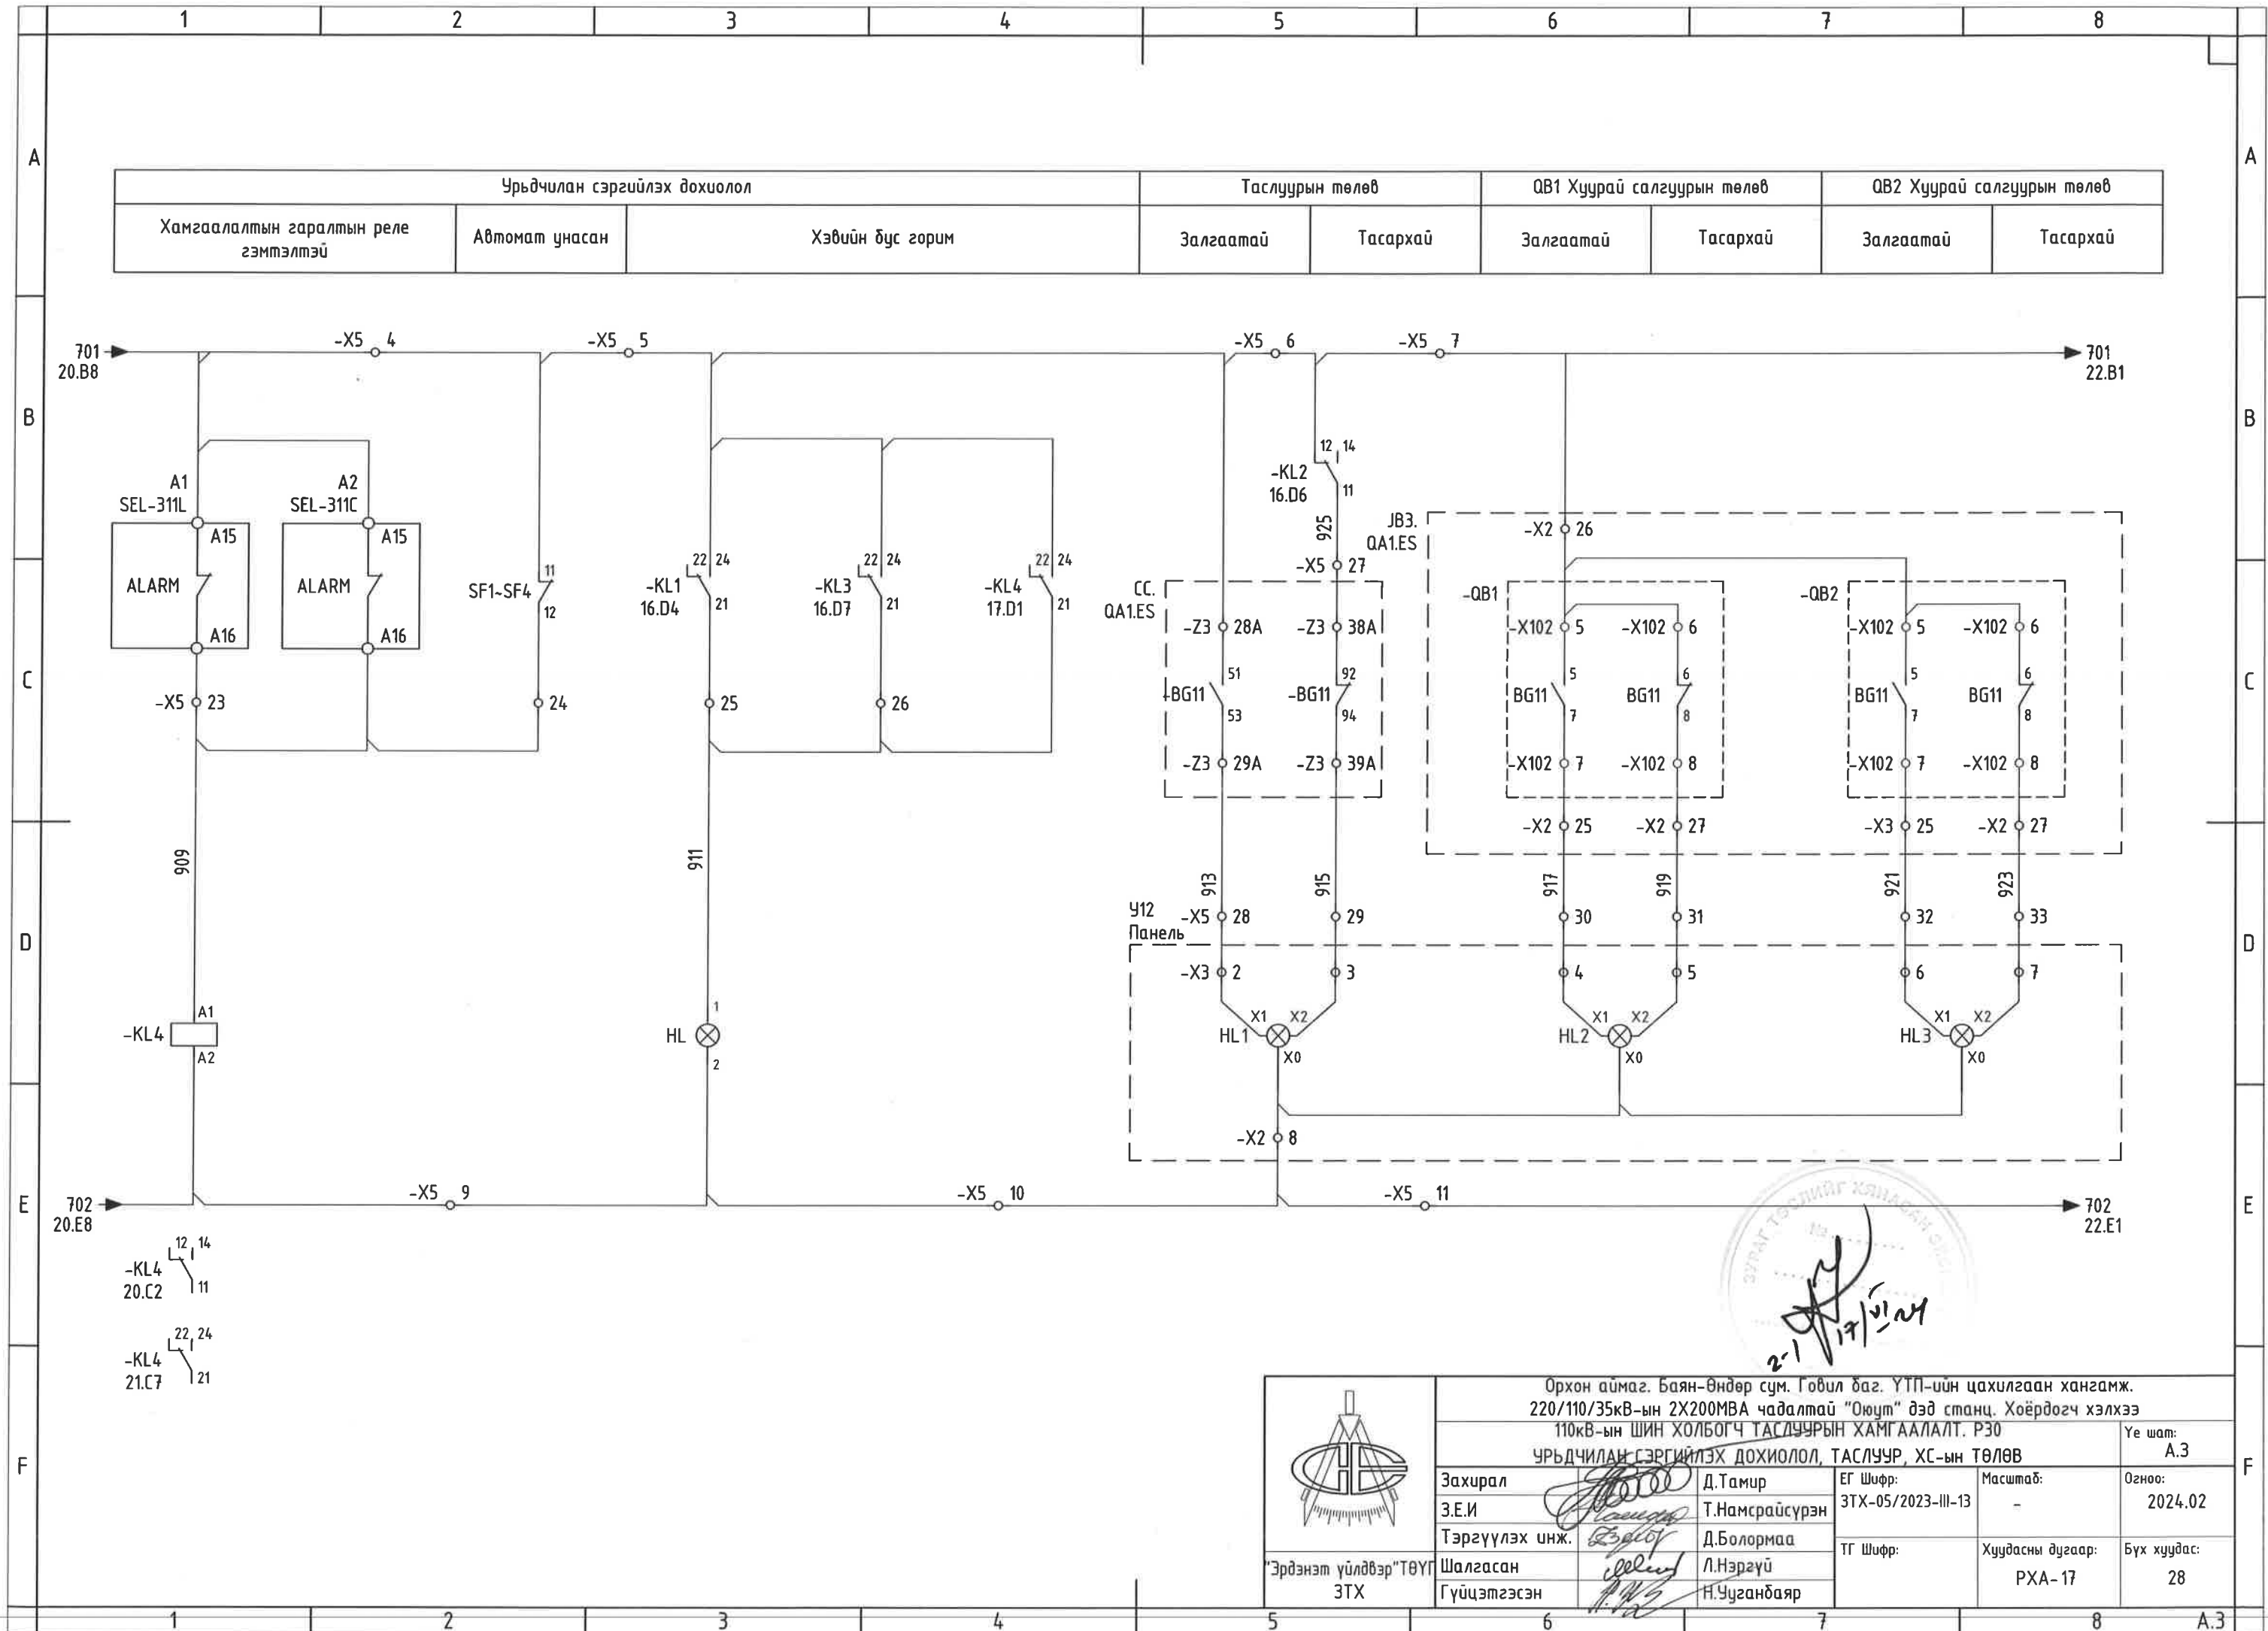 1 2 3 4 5 6 7 8
A A
Урьдчилан сэргийлэх дохиолол
Таслуурын төлөв
QB1 Хуурай салгуурын төлөв
QB2 Хуурай салгуурын төлөв
Хамгаалалтын гаралтын реле
гэмтэлтэй
Автомат унасан
Хэвийн бус горим
Залгаатай
Тасархай
Залгаатай
Тасархай
Залгаатай
Тасархай
701
20.B8
-X5 4
-X5 5
-X5 6
-X5 7
701
22.B1
B B
12 14
-KL2
16.D6
11
925
-X5 27
A1
SEL-311L
A15
ALARM
A16
-X5 23
A2
SEL-311C
A15
ALARM
A16
11
SF1~SF4
12
24
22 24
-KL1
16.D4
21
25
22 24
-KL3
16.D7
21
26
22 24
-KL4
17.D1
21
JB3.
QA1.ES
-X2 26
CC.
QA1.ES
-Z3 28A
-Z3 38A
51
-BG11
53
92
-BG11
94
-Z3 29A
-Z3 39A
-QB1
-X102 5
-X102 6
5
BG11
7
6
BG11
8
-X102 7
-X102 8
-QB2
-X102 5
-X102 6
5
BG11
7
6
BG11
8
-X102 7
-X102 8
C C
-X2 25
-X2 27
-X3 25
-X2 27
909
911
913
915
917
919
921
923
У12
Панель
-X5 28
29
30
31
32
33
D D
-X3 2
3
4
5
6
7
A1
-KL4
A2
1
HL
2
X1 X2
HL1
X0
X1 X2
HL2
X0
X1 X2
HL3
X0
-X2 8
E E
702
20.E8
-X5 9
-X5 10
-X5 11
702
22.E1
12 14
-KL4
20.C2
11
22 24
-KL4
21.C7
21
ЗУРАГ ТӨСЛИЙГ ХЯНАСАН
2-1 17/VI 24
F F
Орхон аймаг. Баян-Өндөр сум. Говил баг. ҮТП-ийн цахилгаан хангамж.
220/110/35кВ-ын 2Х200МВА чадалтай "Оюут" дэд станц. Хоёрдогч хэлхээ
110кВ-ын ШИН ХОЛБОГЧ ТАСЛУУРЫН ХАМГААЛАЛТ. Р30
УРЬДЧИЛАН СЭРГИЙЛЭХ ДОХИОЛОЛ, ТАСЛУУР, ХС-ын ТӨЛӨВ
Үе шат:
А.3
Захирал Д.Тамир
З.Е.И Т.Намсрайсүрэн
Тэргүүлэх инж. Д.Болормаа
Шалгасан Л.Нэргүй
Гүйцэтгэсэн Н.Чуганбаяр
ЕГ Шифр:
ЗТХ-05/2023-III-13
Масштаб:
-
Огноо:
2024.02
ТГ Шифр:
Хуудасны дугаар:
РХА-17
Бүх хуудас:
28
"Эрдэнэт үйлдвэр"ТӨҮГ
ЗТХ
1 2 3 4 5 6 7 8
А.3